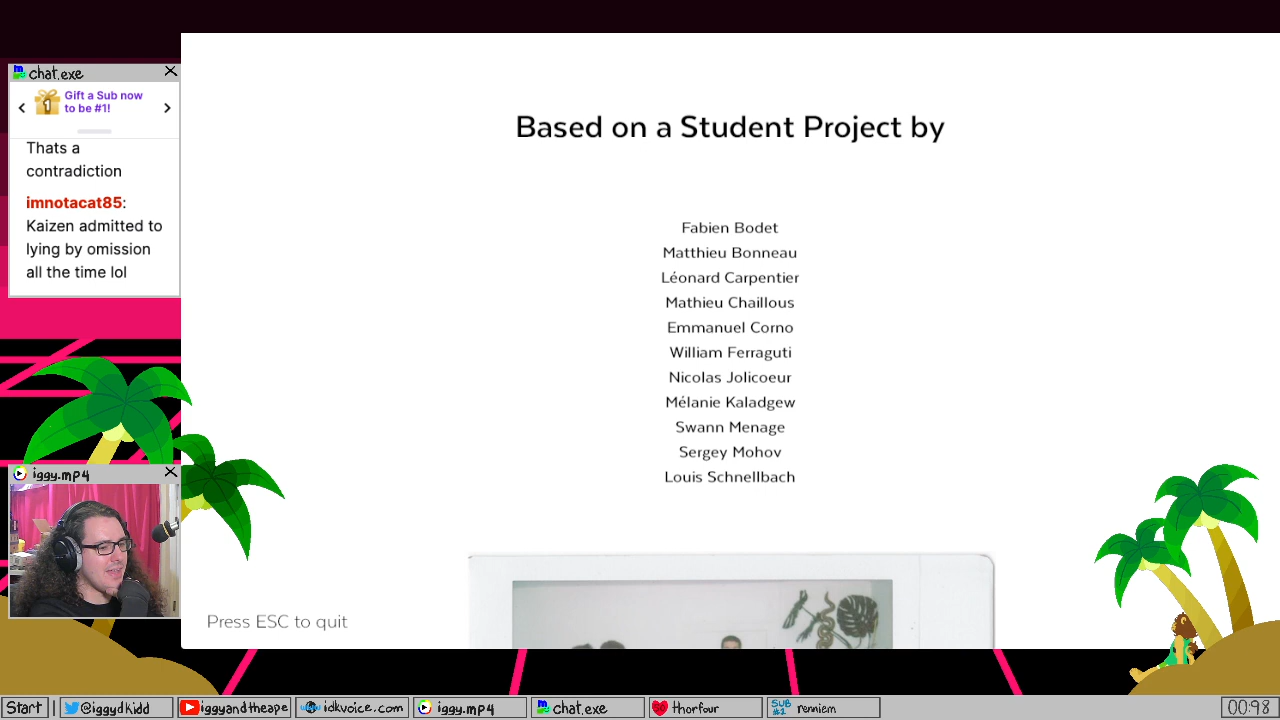 chat.exe
1
Gift a Sub now
to be #1!
Thats a
contradiction
imnotacat85:
Kaizen admitted to
lying by omission
all the time lol
Based on a Student Project by
Fabien Bodet
Matthieu Bonneau
Léonard Carpentier
Mathieu Chaillous
Emmanuel Corno
William Ferraguti
Nicolas Jolicoeur
Mélanie Kaladgew
Swann Menage
Sergey Mohov
Louis Schnellbach
iggy.mp4
Press ESC to quit
Start | @iggydkidd iggyandtheape idkvoice.com iggy.mp4 chat.exe thorfour SUB #1 renniem 00:98